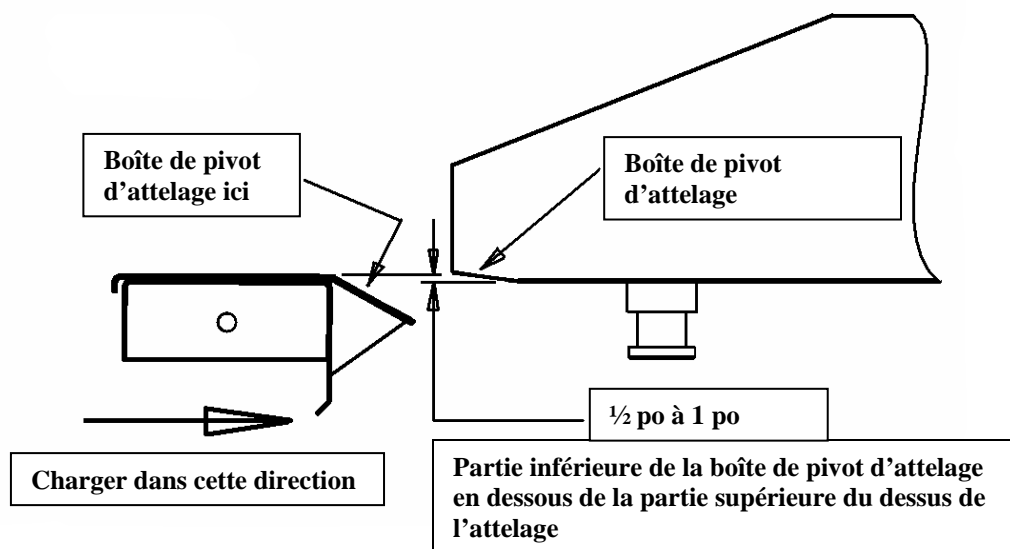 Boîte de pivot
d’attelage ici
Boîte de pivot
d’attelage
½ po à 1 po
Charger dans cette direction
Partie inférieure de la boîte de pivot d’attelage
en dessous de la partie supérieure du dessus de
l’attelage